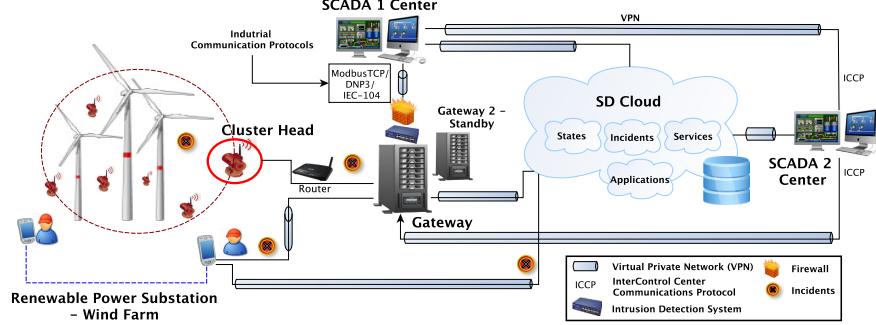 SCADA 1 Center
VPN
Indutrial
Communication Protocols
ModbusTCP/
DNP3/
IEC-104
ICCP
Gateway 2 –
Standby
SD Cloud
Cluster Head
States
Incidents
Services
SCADA 2
Center
ICCP
Applications
Router
Gateway
Renewable Power Substation
– Wind Farm
Virtual Private Network (VPN)
Firewall
ICCP
InterControl Center
Communications Protocol
Incidents
Intrusion Detection System